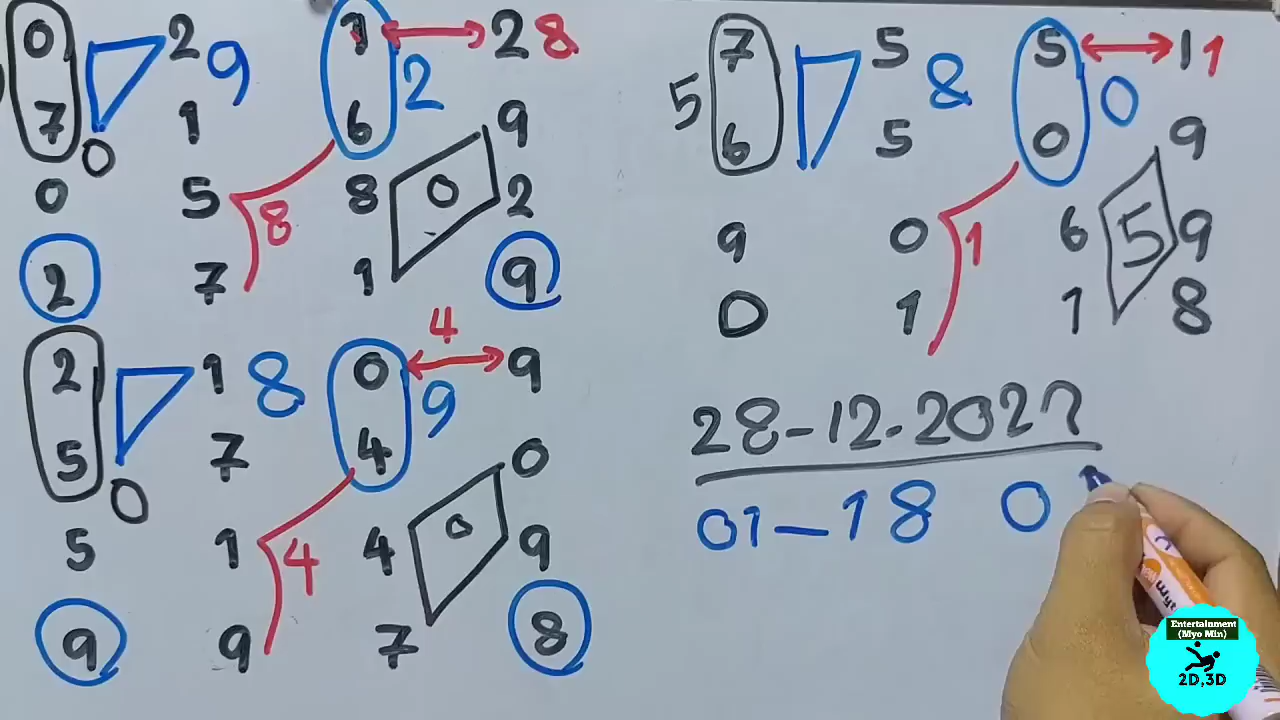 0 2 9 1 2 8
7 1 6 2 9
0
0 5 8 8 0 2
2 7 1 9
4
2 1 8 0 9 9
5 7 4 0
0
5 1 4 4 0 9
9 9 7 8
7 5 8 5 0 1 1
5 6 5 0 9
9 0 1 6 5 9
0 1 1 8
28-12.2022
01-18 0
Entertainment
(Myo Min)
2D,3D